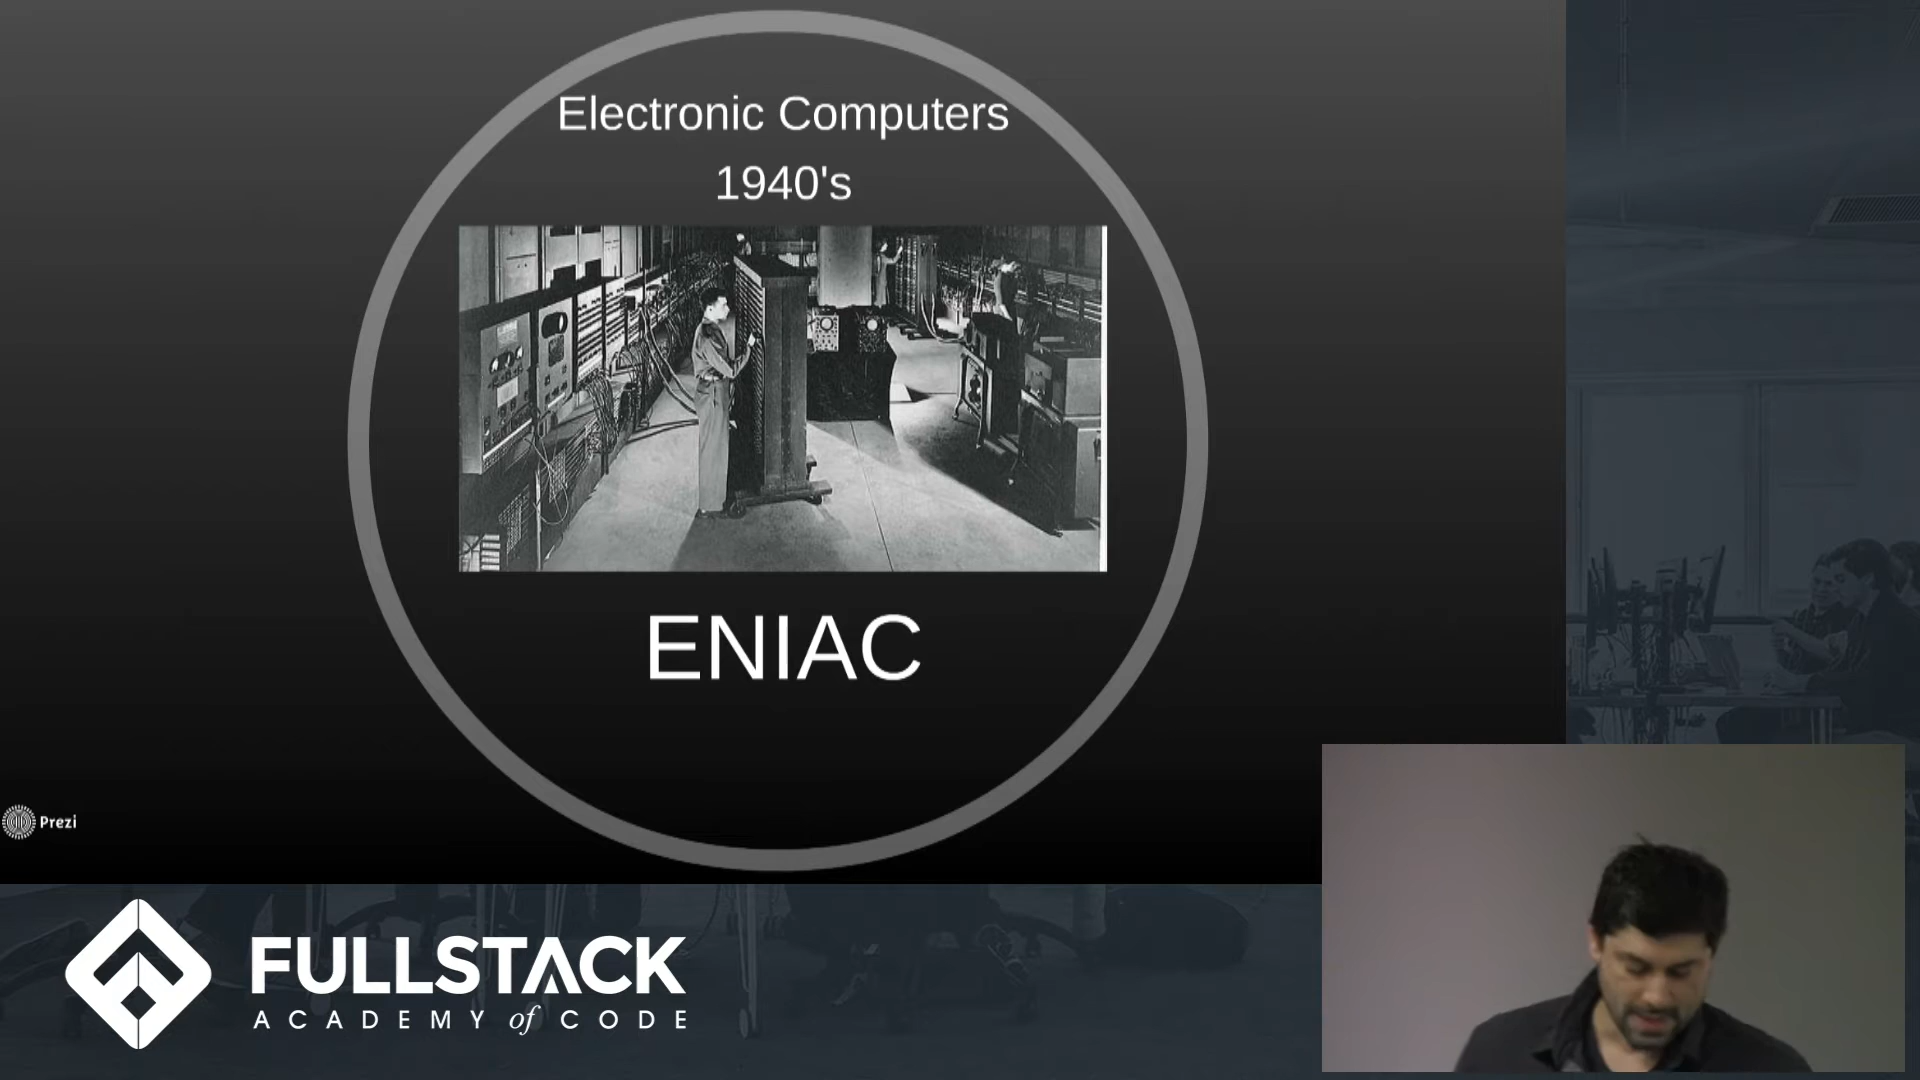 Electronic Computers
1940's
ENIAC
Prezi
FULLSTACK
ACADEMY of CODE